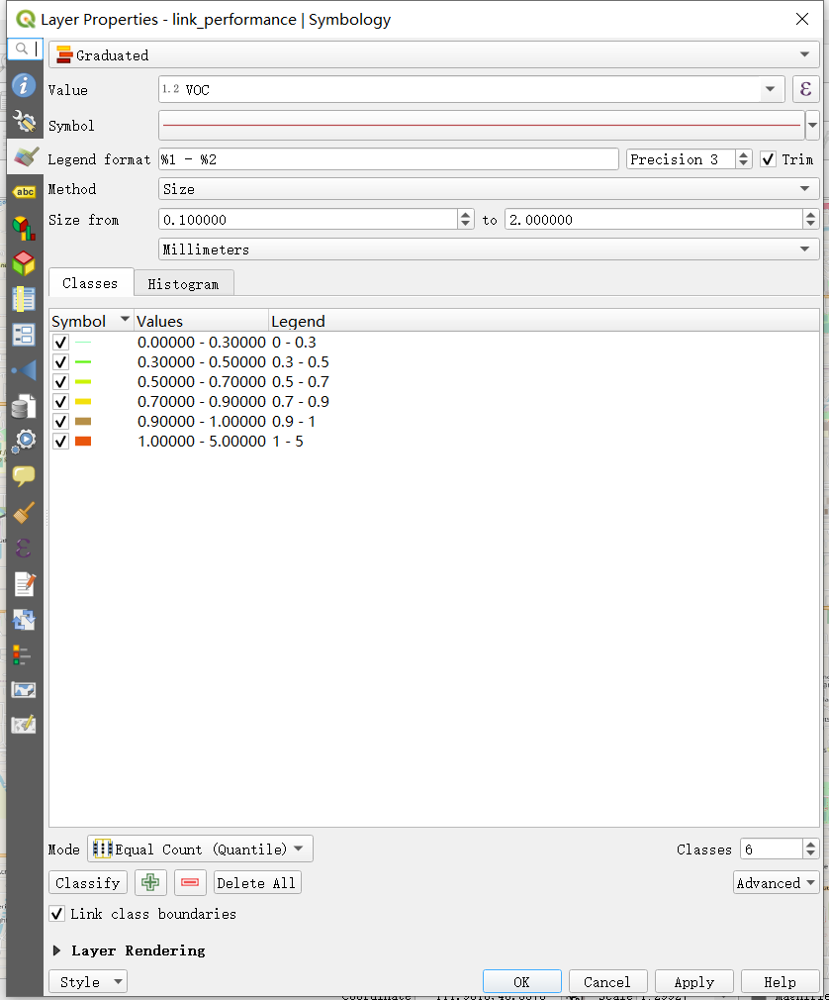 Layer Properties - link_performance | Symbology
Graduated
Value 1.2 VOC ε
Symbol
Legend format %1 - %2 Precision 3 Trim
Method Size
Size from 0.100000 to 2.000000
Millimeters
Classes Histogram
Symbol Values Legend
0.00000 - 0.30000 0 - 0.3
0.30000 - 0.50000 0.3 - 0.5
0.50000 - 0.70000 0.5 - 0.7
0.70000 - 0.90000 0.7 - 0.9
0.90000 - 1.00000 0.9 - 1
1.00000 - 5.00000 1 - 5
abc
Mode Equal Count (Quantile) Classes 6
Classify Delete All Advanced
Link class boundaries
Layer Rendering
Style OK Cancel Apply Help
Coordinate